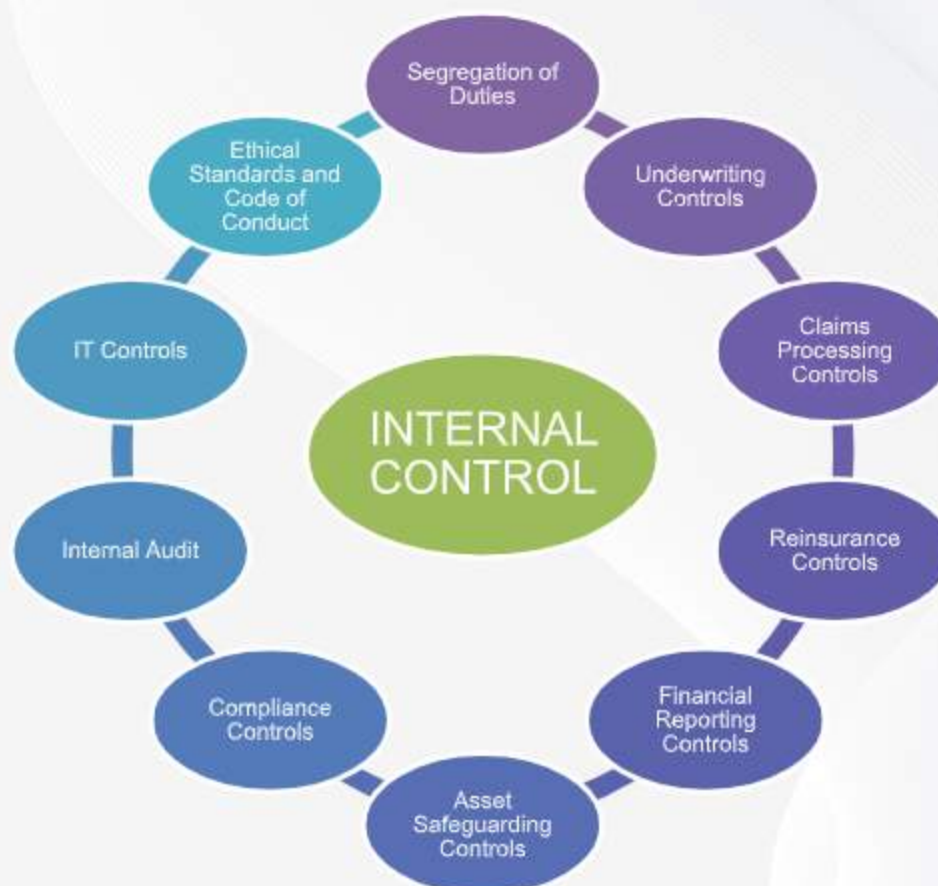 Segregation of
Duties
Underwriting
Controls
Claims
Processing
Controls
Reinsurance
Controls
Financial
Reporting
Controls
Asset
Safeguarding
Controls
Compliance
Controls
Internal Audit
IT Controls
Ethical
Standards and
Code of
Conduct
INTERNAL
CONTROL